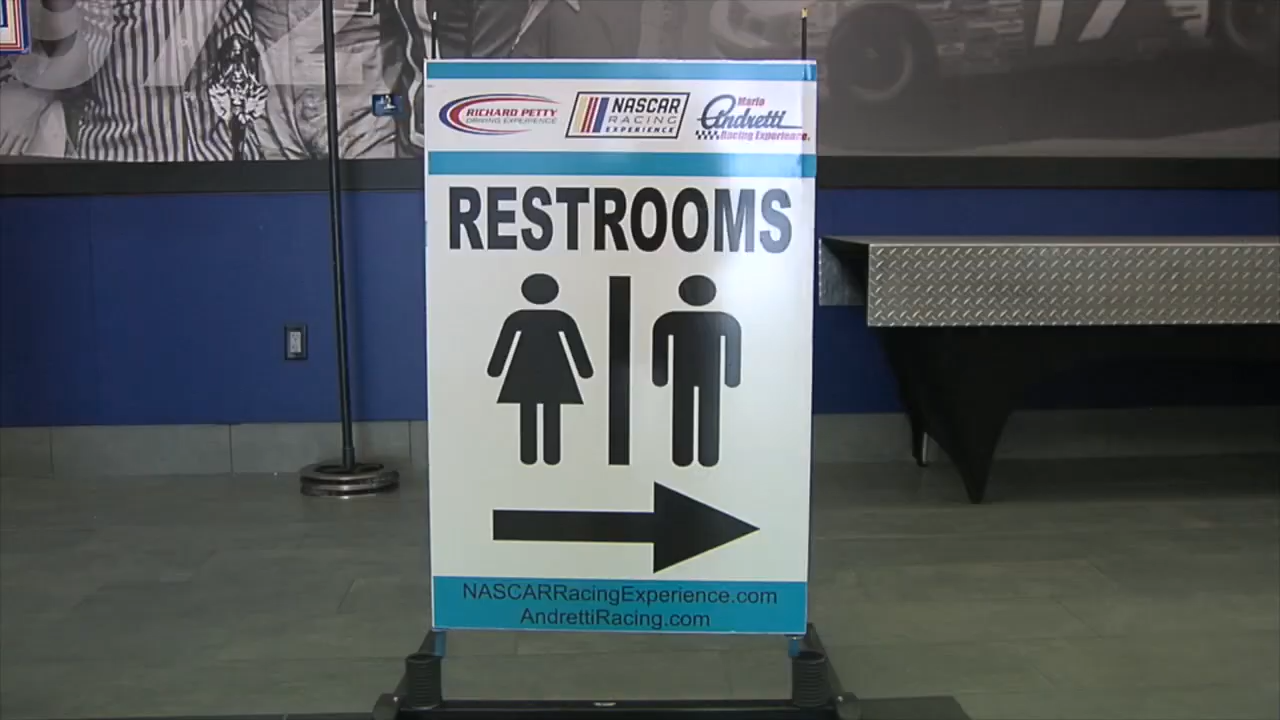 RICHARD PETTY
DRIVING EXPERIENCE
NASCAR
RACING
EXPERIENCE
Mario
Andretti
Racing Experience.
RESTROOMS
NASCARRacingExperience.com
AndrettiRacing.com